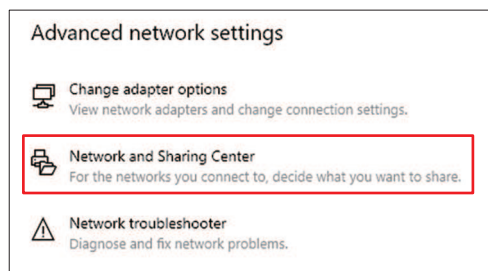 Advanced network settings
Change adapter options
View network adapters and change connection settings.
Network and Sharing Center
For the networks you connect to, decide what you want to share.
Network troubleshooter
Diagnose and fix network problems.